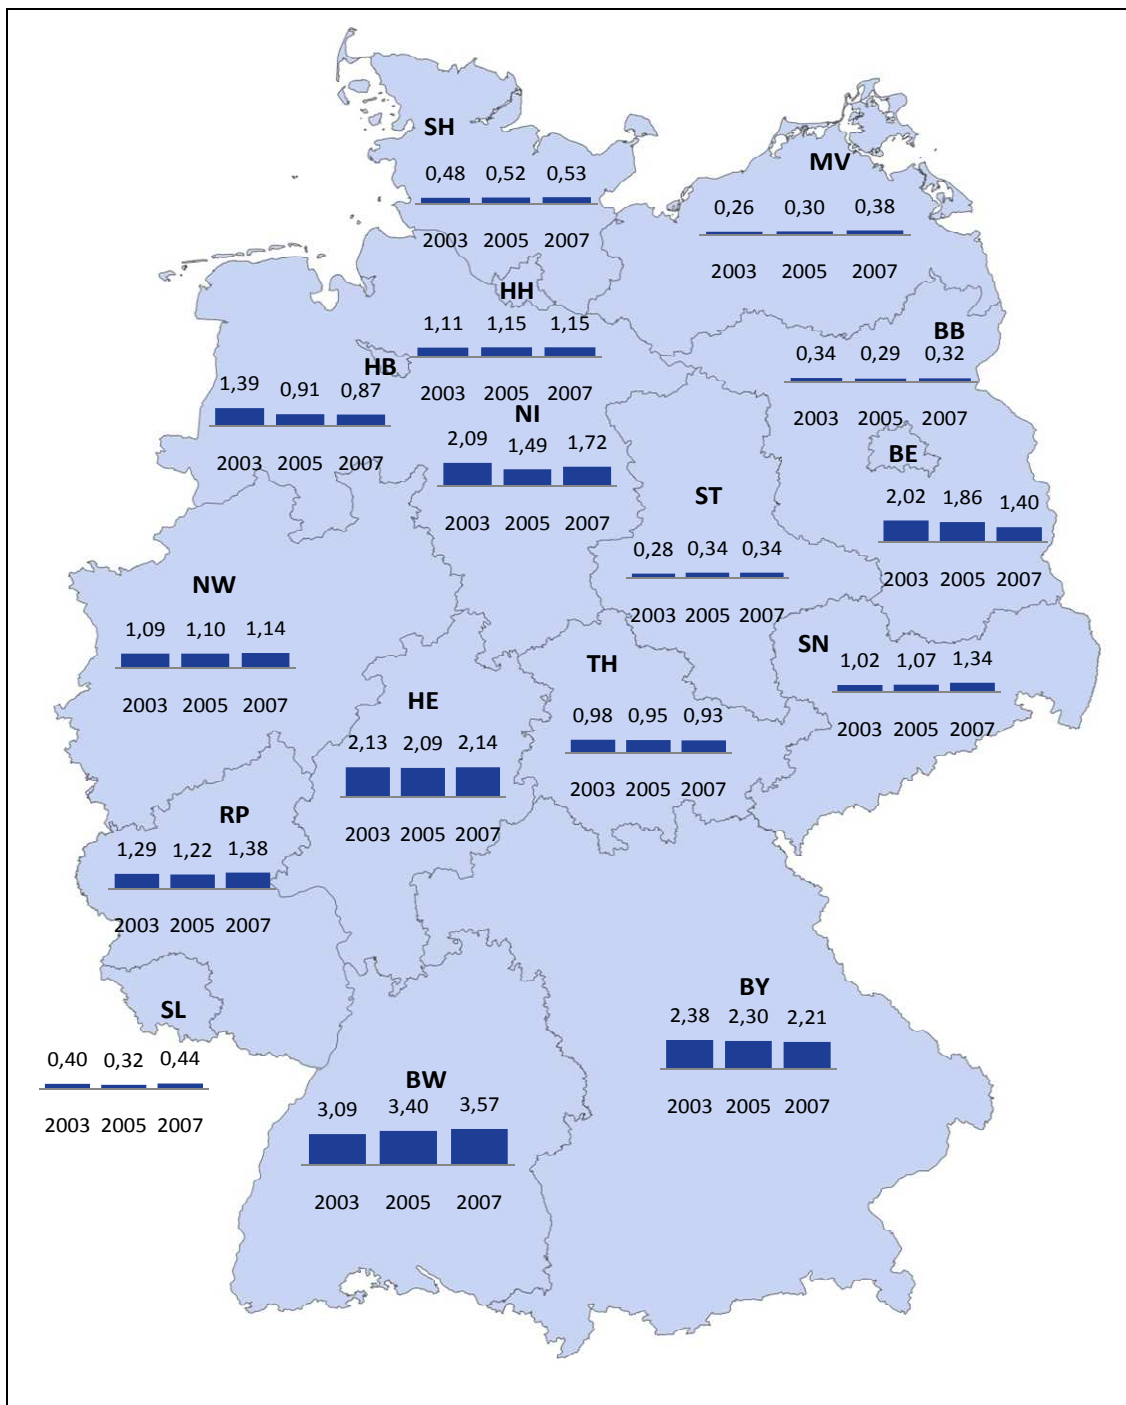 SH
0,48 0,52 0,53
2003 2005 2007
MV
0,26 0,30 0,38
2003 2005 2007
HH
1,11 1,15 1,15
2003 2005 2007
BB
0,34 0,29 0,32
2003 2005 2007
HB
1,39 0,91 0,87
2003 2005 2007
NI
2,09 1,49 1,72
2003 2005 2007
BE
2,02 1,86 1,40
2003 2005 2007
ST
0,28 0,34 0,34
2003 2005 2007
NW
1,09 1,10 1,14
2003 2005 2007
SN
1,02 1,07 1,34
2003 2005 2007
TH
0,98 0,95 0,93
2003 2005 2007
HE
2,13 2,09 2,14
2003 2005 2007
RP
1,29 1,22 1,38
2003 2005 2007
SL
0,40 0,32 0,44
2003 2005 2007
BY
2,38 2,30 2,21
2003 2005 2007
BW
3,09 3,40 3,57
2003 2005 2007